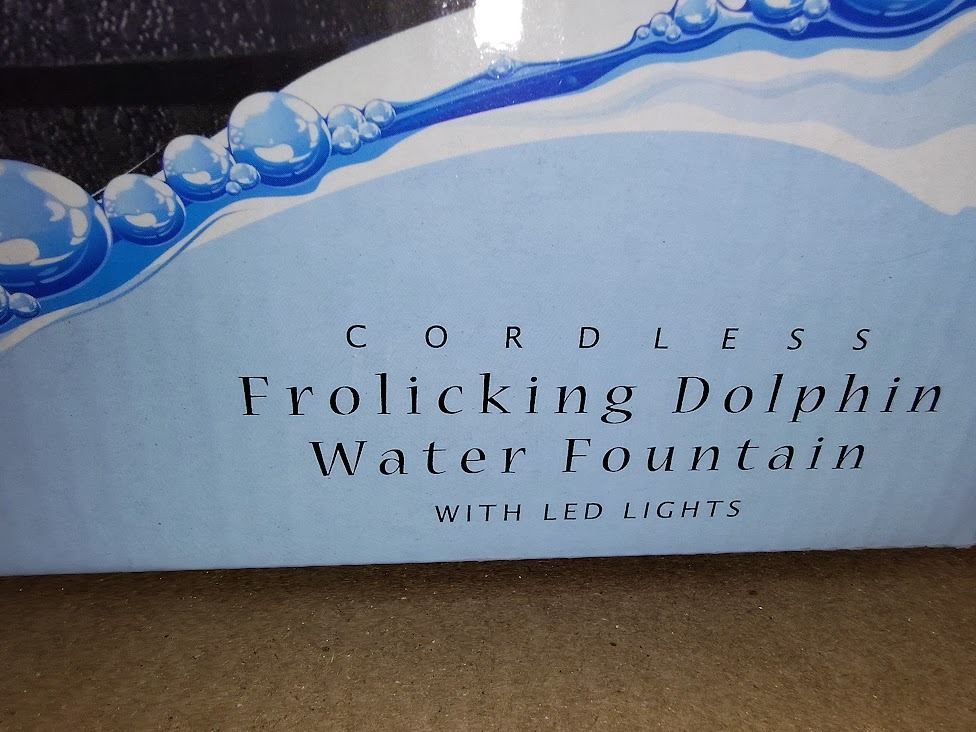 CORDLESS
Frolicking Dolphin
Water Fountain
WITH LED LIGHTS